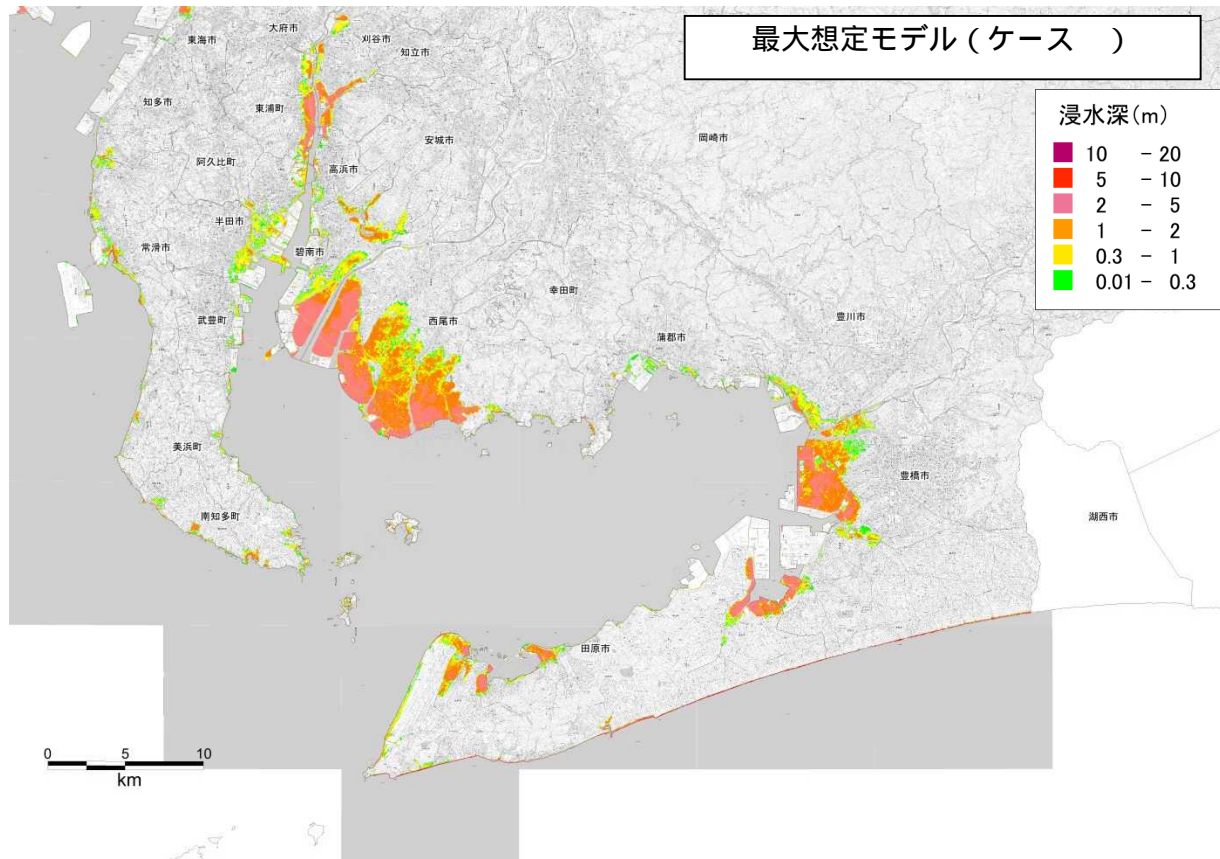 最大想定モデル(ケース　　)
浸水深(m)
10 - 20
5 - 10
2 - 5
1 - 2
0.3 - 1
0.01 - 0.3
大府市
東海市
刈谷市
知立市
知多市
東浦町
安城市
岡崎市
阿久比町
高浜市
半田市
常滑市
碧南市
幸田町
武豊町
西尾市
豊川市
蒲郡市
美浜町
豊橋市
南知多町
湖西市
田原市
0 5 10
km